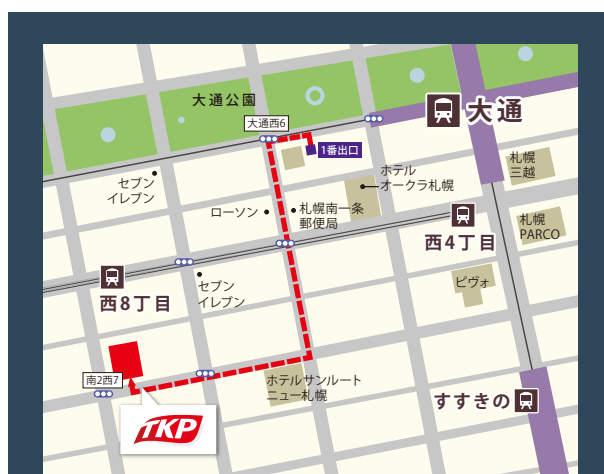 大通公園
大通西6
大通
1番出口
セブン
イレブン
ホテル
オークラ札幌
札幌
三越
ローソン
札幌南一条
郵便局
西4丁目
札幌
PARCO
西8丁目
セブン
イレブン
ピヴォ
南2西7
ホテルサンルート
ニュー札幌
すすきの
TKP